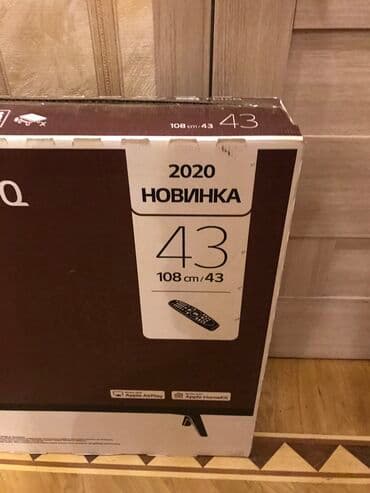 108 cm / 43 43
Q
2020
НОВИНКА
43
108 cm / 43
Apple AirPlay
Apple HomeKit